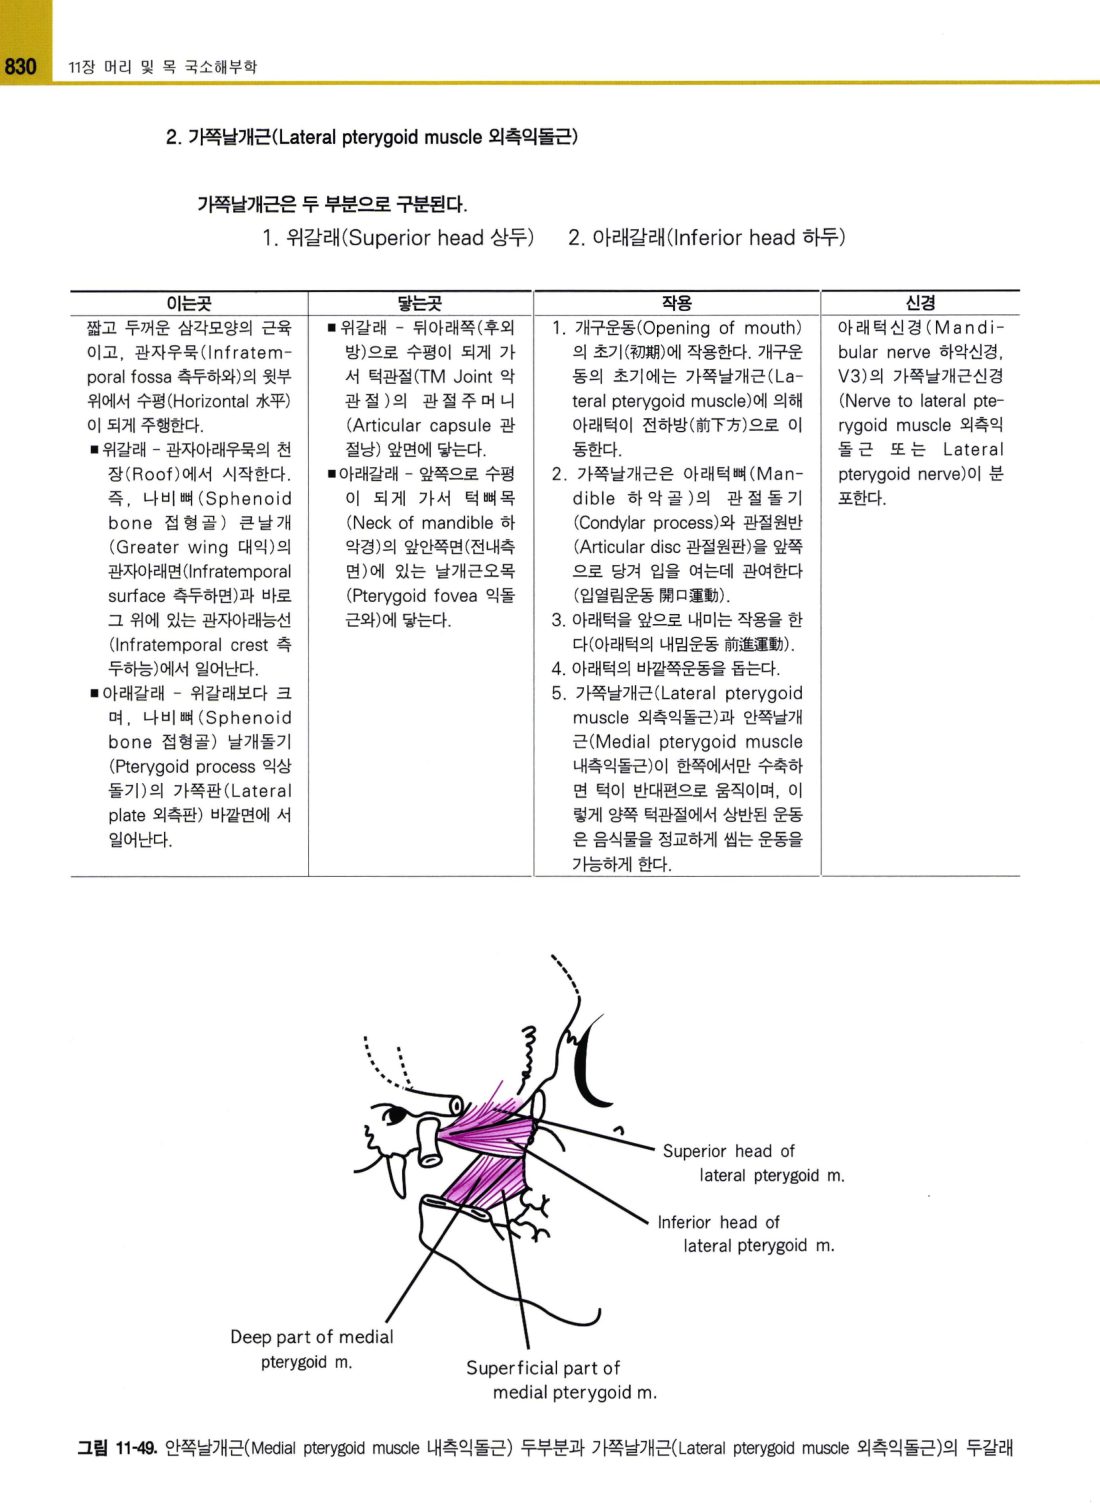 830
11장 머리 및 목 국소해부학
2. 가쪽날개근(Lateral pterygoid muscle 외측익돌근)
가쪽날개근은 두 부분으로 구분된다.
1. 위갈래(Superior head 상두) 2. 아래갈래(Inferior head 하두)
이는곳
짧고 두꺼운 삼각모양의 근육
이고, 관자우묵(Infratem-
poral fossa 측두하와)의 윗부
위에서 수평(Horizontal 水平)
이 되게 주행한다.
■위갈래 - 관자아래우묵의 천
장(Roof)에서 시작한다.
즉, 나비뼈(Sphenoid
bone 접형골) 큰날개
(Greater wing 대익)의
관자아래면(Infratemporal
surface 측두하면)과 바로
그 위에 있는 관자아래능선
(Infratemporal crest 측
두하능)에서 일어난다.
■아래갈래 - 위갈래보다 크
며, 나비뼈(Sphenoid
bone 접형골) 날개돌기
(Pterygoid process 익상
돌기)의 가쪽판(Lateral
plate 외측판) 바깥면에 서
일어난다.
닿는곳
■위갈래 - 뒤아래쪽(후외
방)으로 수평이 되게 가
서 턱관절(TM Joint 악
관절)의 관절주머니
(Articular capsule 관
절낭) 앞면에 닿는다.
■아래갈래 - 앞쪽으로 수평
이 되게 가서 턱뼈목
(Neck of mandible 하
악경)의 앞안쪽면(전내측
면)에 있는 날개근오목
(Pterygoid fovea 익돌
근와)에 닿는다.
작용
1. 개구운동(Opening of mouth)
의 초기(初期)에 작용한다. 개구운
동의 초기에는 가쪽날개근(La-
teral pterygoid muscle)에 의해
아래턱이 전하방(前下方)으로 이
동한다.
2. 가쪽날개근은 아래턱뼈(Man-
dible 하악골)의 관절돌기
(Condylar process)와 관절원반
(Articular disc 관절원판)을 앞쪽
으로 당겨 입을 여는데 관여한다
(입열림운동 開口運動).
3. 아래턱을 앞으로 내미는 작용을 한
다(아래턱의 내밈운동 前進運動).
4. 아래턱의 바깥쪽운동을 돕는다.
5. 가쪽날개근(Lateral pterygoid
muscle 외측익돌근)과 안쪽날개
근(Medial pterygoid muscle
내측익돌근)이 한쪽에서만 수축하
면 턱이 반대편으로 움직이며, 이
렇게 양쪽 턱관절에서 상반된 운동
은 음식물을 정교하게 씹는 운동을
가능하게 한다.
신경
아래턱신경(Mandi-
bular nerve 하악신경,
V3)의 가쪽날개근신경
(Nerve to lateral pte-
rygoid muscle 외측익
돌근 또는 Lateral
pterygoid nerve)이 분
포한다.
Superior head of
lateral pterygoid m.
Inferior head of
lateral pterygoid m.
Deep part of medial
pterygoid m.
Superficial part of
medial pterygoid m.
그림 11-49. 안쪽날개근(Medial pterygoid muscle 내측익돌근) 두부분과 가쪽날개근(Lateral pterygoid muscle 외측익돌근)의 두갈래